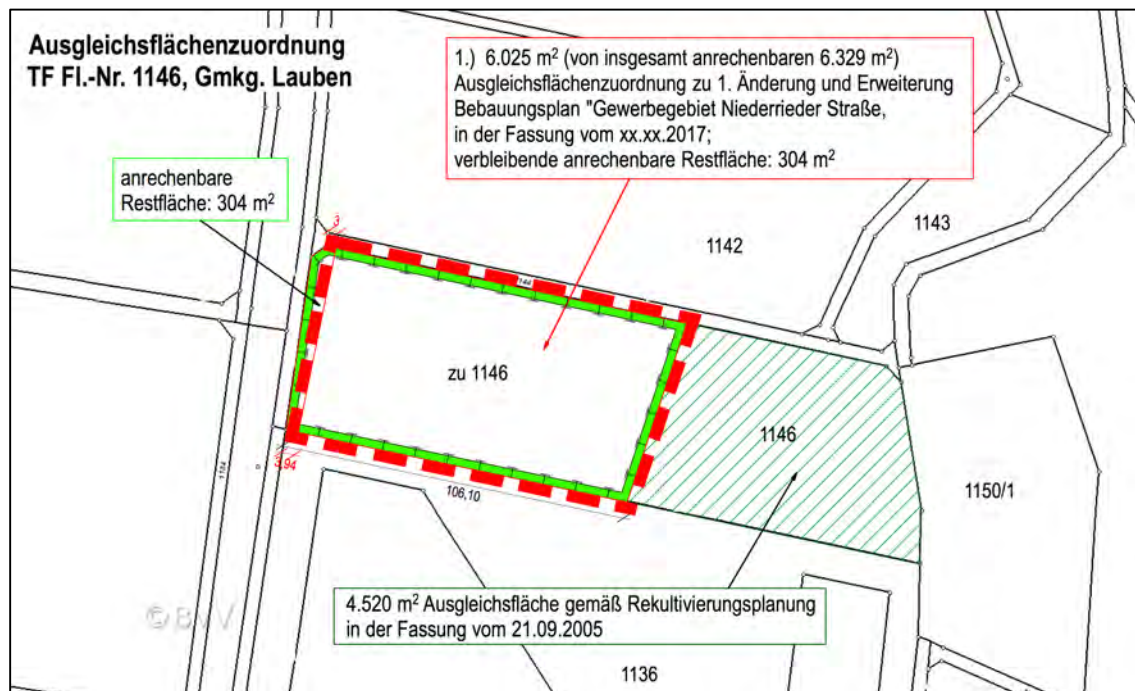 Ausgleichsflächenzuordnung
TF Fl.-Nr. 1146, Gmkg. Lauben
1.) 6.025 m² (von insgesamt anrechenbaren 6.329 m²)
Ausgleichsflächenzuordnung zu 1. Änderung und Erweiterung
Bebauungsplan "Gewerbegebiet Niederrieder Straße,
in der Fassung vom xx.xx.2017;
verbleibende anrechenbare Restfläche: 304 m²
anrechenbare
Restfläche: 304 m²
3
1142
1143
144
zu 1146
1146
3,94
106,10
1150/1
4.520 m² Ausgleichsfläche gemäß Rekultivierungsplanung
in der Fassung vom 21.09.2005
© BVV
1136